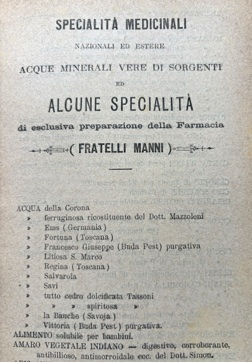 SPECIALITÀ MEDICINALI
NAZIONALI ED ESTERE
ACQUE MINERALI VERE DI SORGENTI
ED
ALCUNE SPECIALITÀ
di esclusiva preparazione della Farmacia
( FRATELLI MANNI )
ACQUA della Corona
» ferruginosa ricostituente del Dott. Mazzoleni
» Ems (Germania)
» Fortuna (Toscana)
» Francesco Giuseppe (Buda Pest) purgativa
» Litiosa S. Marco
» Regina (Toscana)
» Salvarola
» Savi
» tutto cedro dolcificata Tassoni
» » » spiritosa »
» la Bauche (Savoja)
» Vittoria (Buda Pest) purgativa.
ALIMENTO solubile per bambini.
AMARO VEGETALE INDIANO — digestivo, corroborante,
antibilioso, antimorroidale ecc. del Dott. Simon.